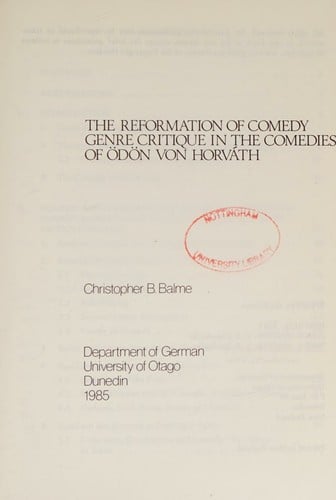 THE REFORMATION OF COMEDY
GENRE CRITIQUE IN THE COMEDIES
OF ÖDÖN VON HORVÁTH
NOTTINGHAM
UNIVERSITY LIBRARY
Christopher B. Balme
Department of German
University of Otago
Dunedin
1985